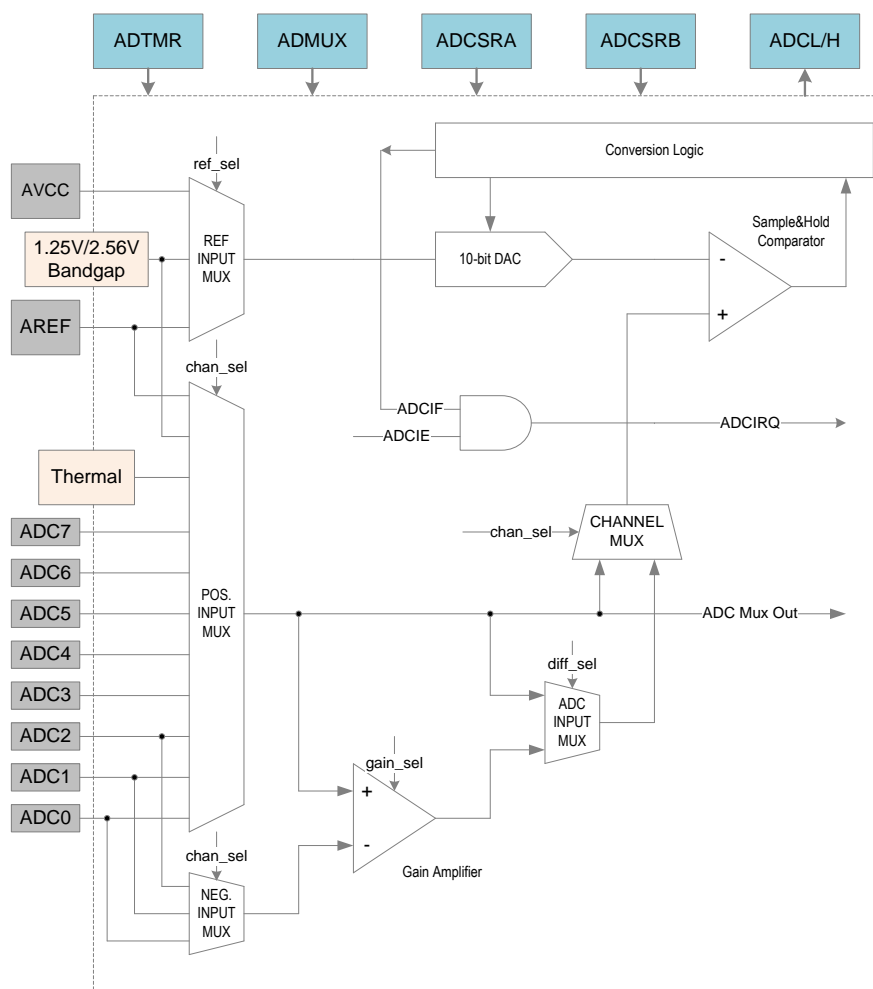 ADTMR
ADMUX
ADCSRA
ADCSRB
ADCL/H
ref_sel
Conversion Logic
AVCC
1.25V/2.56V
Bandgap
REF
INPUT
MUX
10-bit DAC
Sample&Hold
Comparator
-
+
AREF
chan_sel
ADCIF
ADCIE
ADCIRQ
Thermal
chan_sel
CHANNEL
MUX
ADC7
ADC6
ADC5
ADC4
ADC3
ADC2
ADC1
ADC0
POS.
INPUT
MUX
ADC Mux Out
diff_sel
ADC
INPUT
MUX
gain_sel
+
-
Gain Amplifier
chan_sel
NEG.
INPUT
MUX